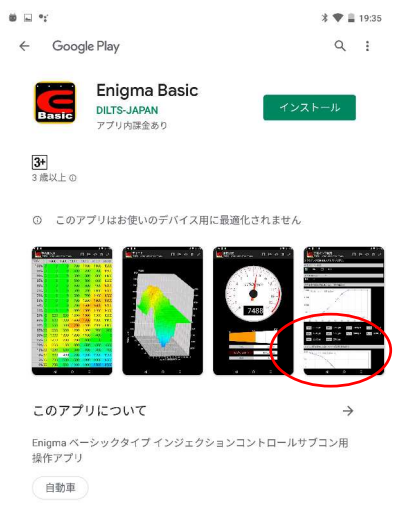 19:35
Google Play
Enigma Basic
DILTS-JAPAN
アプリ内課金あり
インストール
Basic
3+
3 歳以上
このアプリはお使いのデバイス用に最適化されません
7488
このアプリについて
Enigma ベーシックタイプ インジェクションコントロールサブコン用
操作アプリ
自動車